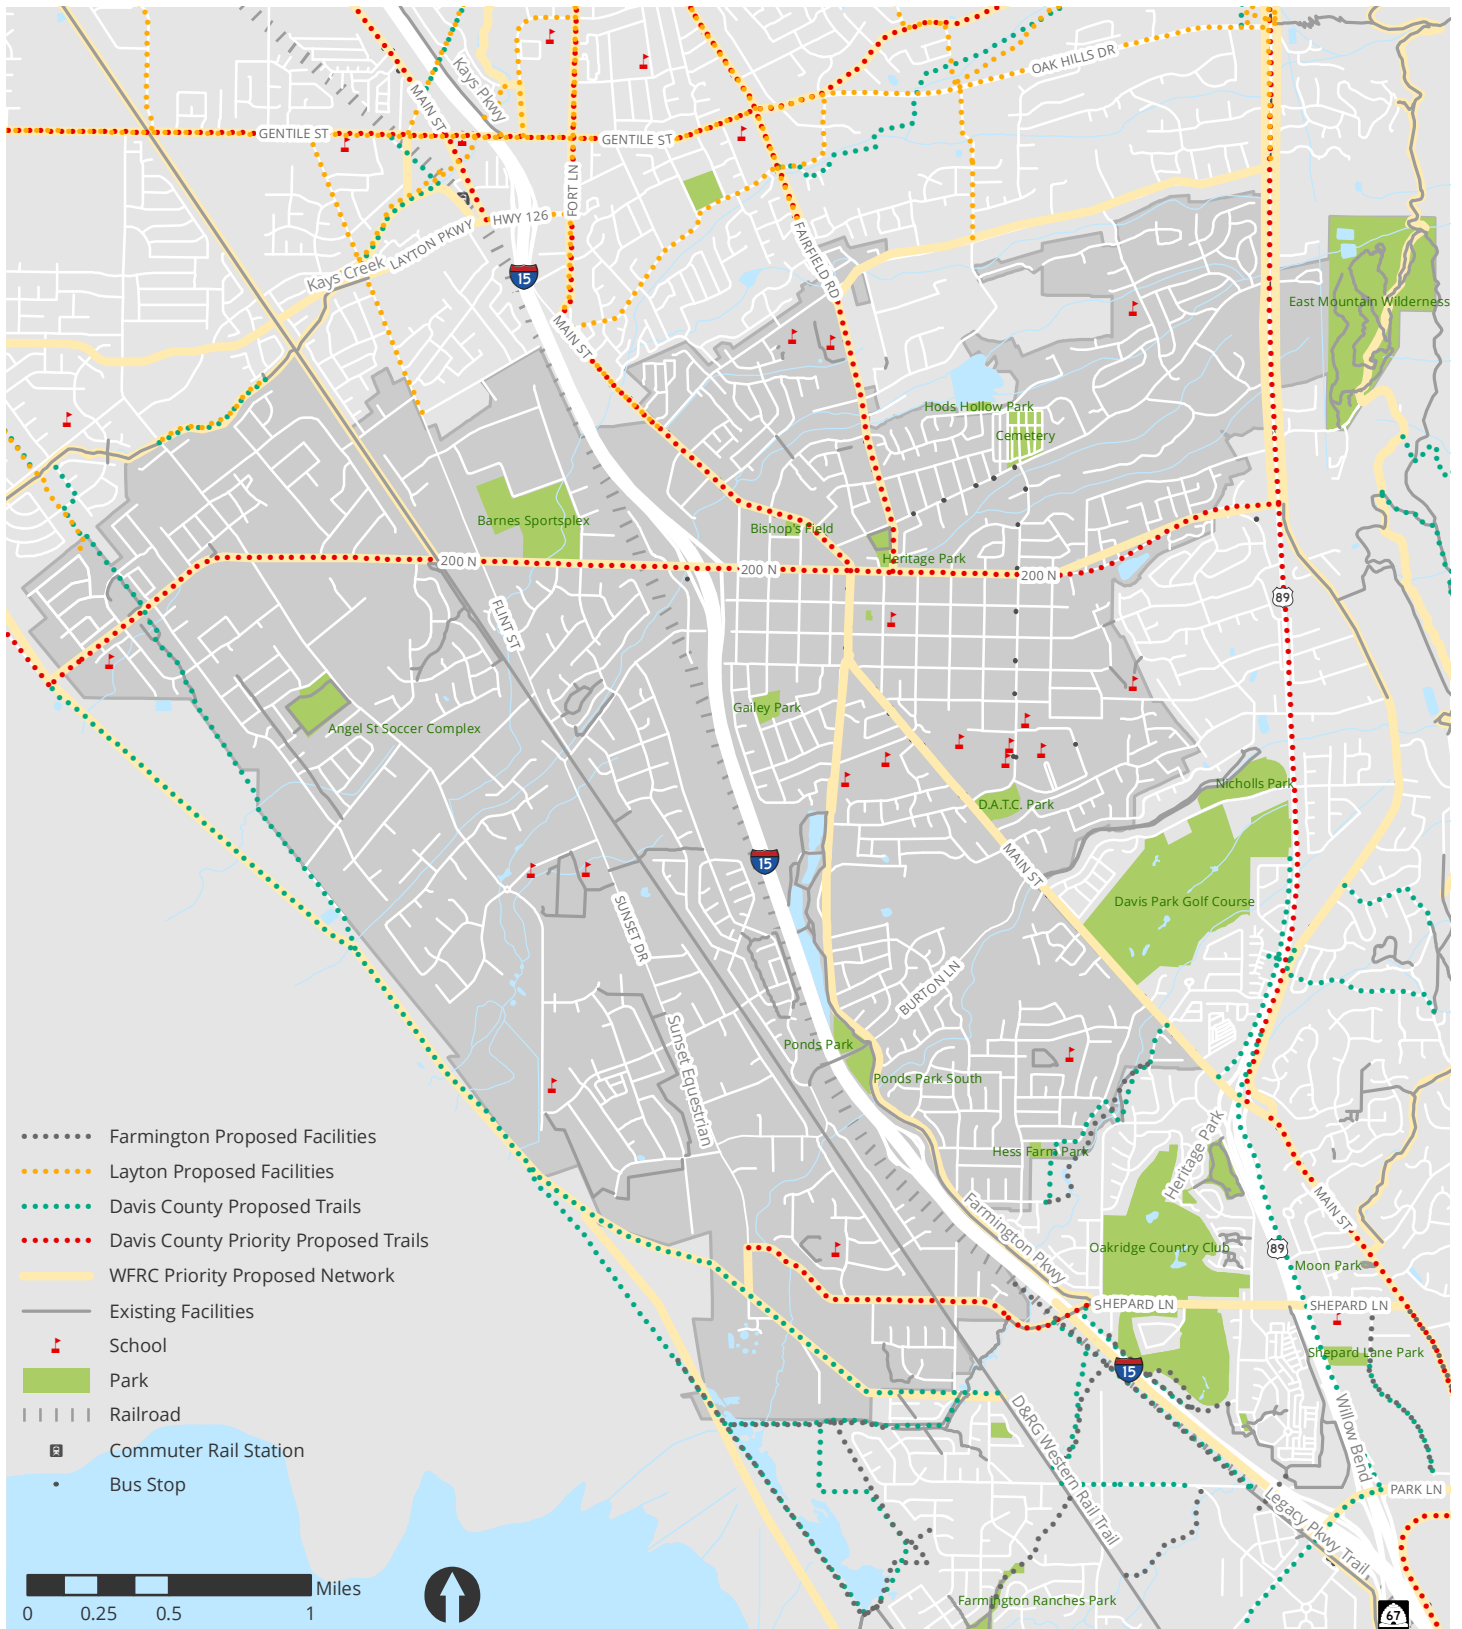 OAK HILLS DR
Kays Pkwy
MAIN ST
GENTILE ST
GENTILE ST
FORT LN
HWY 126
LAYTON PKWY
Kays Creek
FAIRFIELD RD
15
East Mountain Wilderness
MAIN ST
Hods Hollow Park
Cemetery
Barnes Sportsplex
Bishop's Field
Heritage Park
200 N
200 N
200 N
89
FLINT ST
Gailey Park
Angel St Soccer Complex
Nicholls Park
D.A.T.C. Park
15
MAIN ST
Davis Park Golf Course
SUNSET DR
BURTON LN
Sunset Equestrian
Ponds Park
Ponds Park South
Hess Farm Park
Heritage Park
MAIN ST
Farmington Pkwy
Oakridge Country Club
89
Moon Park
SHEPARD LN
SHEPARD LN
Shepard Lane Park
15
D&RG Western Rail Trail
Willow Bend
PARK LN
Legacy Pkwy Trail
Farmington Ranches Park
67
Farmington Proposed Facilities
Layton Proposed Facilities
Davis County Proposed Trails
Davis County Priority Proposed Trails
WFRC Priority Proposed Network
Existing Facilities
School
Park
Railroad
Commuter Rail Station
Bus Stop
Miles
0 0.25 0.5 1